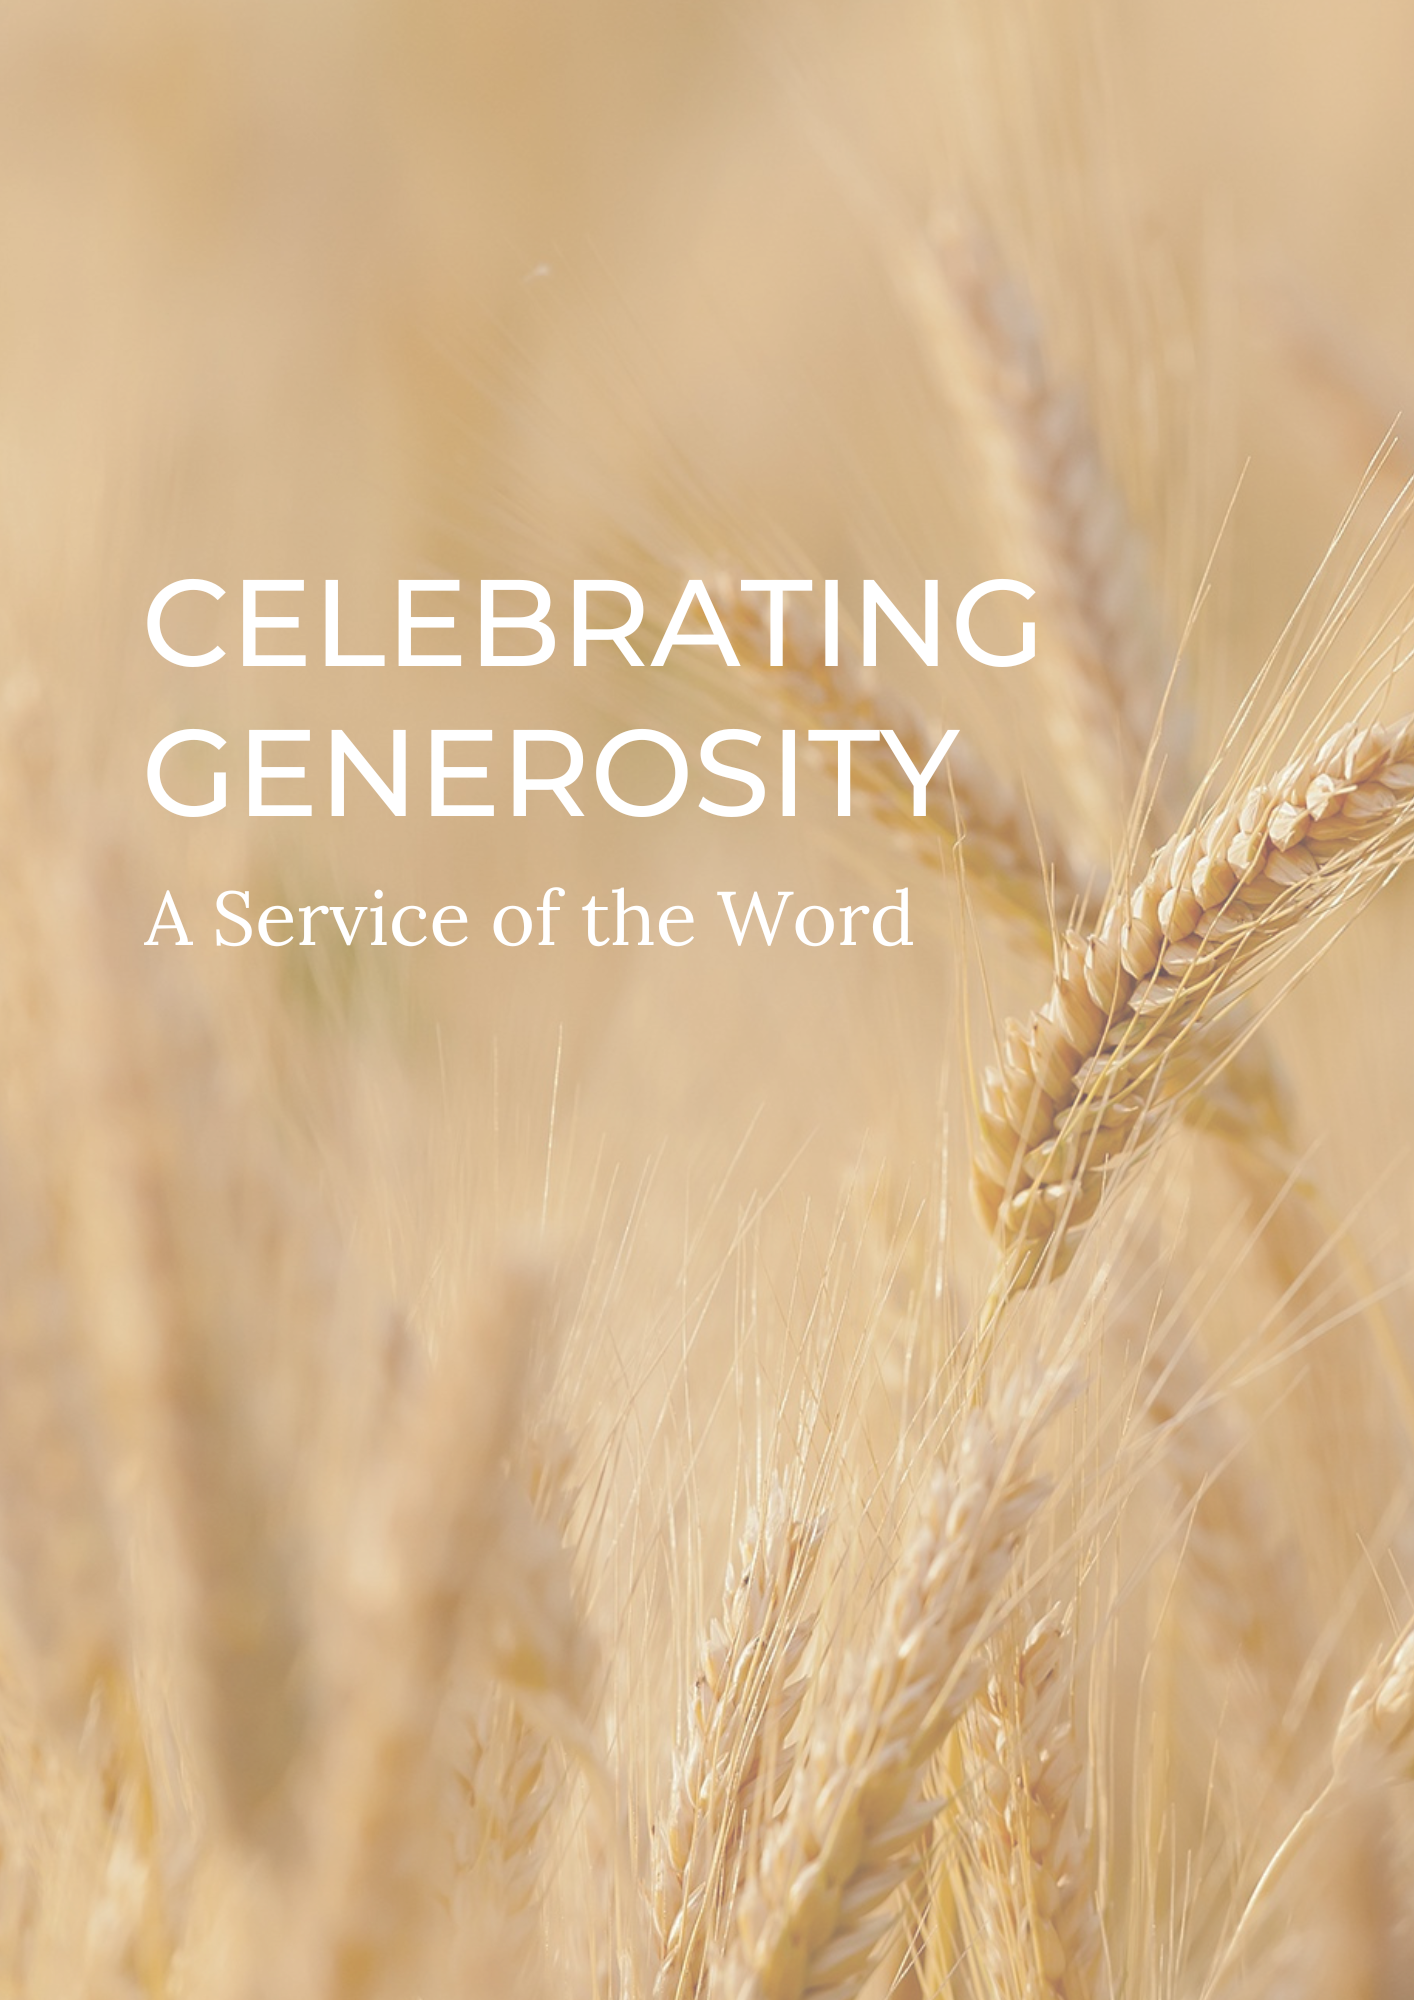 CELEBRATING
GENEROSITY
A Service of the Word